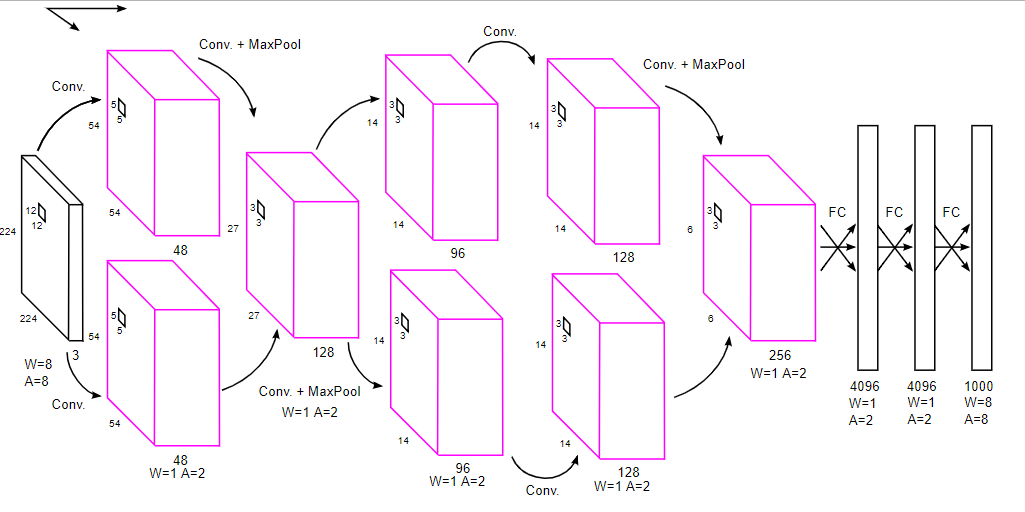 Conv.
Conv. + MaxPool
Conv.
Conv. + MaxPool
5
5
54
54
48
12
12
224
224
3
W=8
A=8
Conv.
5
5
54
54
48
W=1 A=2
3
3
27
27
128
Conv. + MaxPool
W=1 A=2
3
3
14
14
96
3
3
14
14
128
3
3
14
14
96
W=1 A=2
Conv.
3
3
14
14
128
W=1 A=2
3
3
6
6
256
W=1 A=2
FC
FC
FC
4096
W=1
A=2
4096
W=1
A=2
1000
W=8
A=8